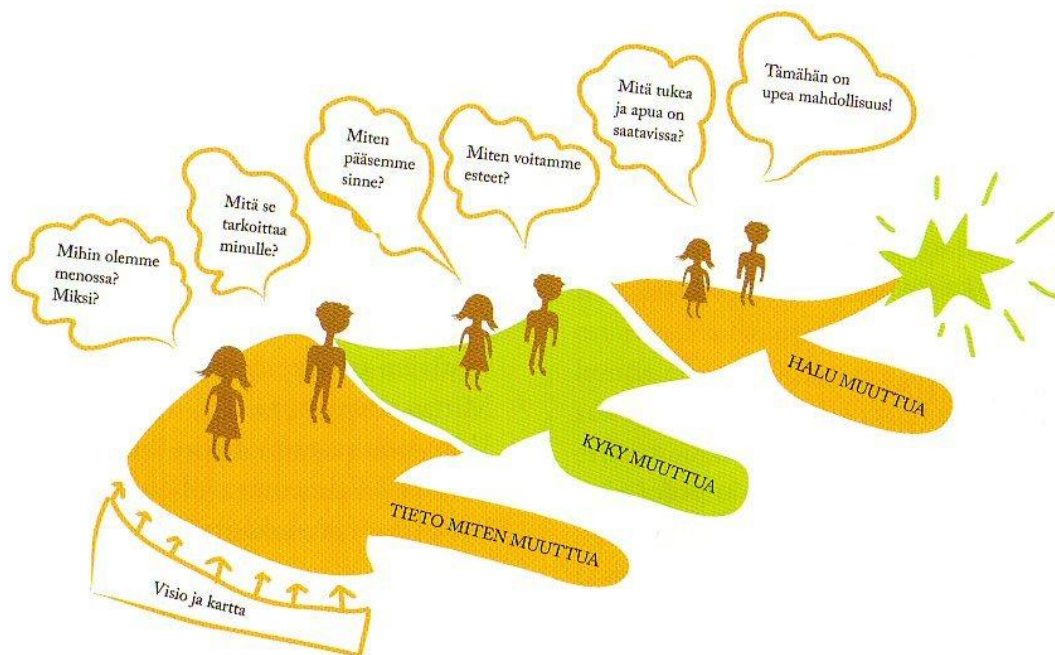 Mihin olemme
menossa?
Miksi?
Mitä se
tarkoittaa
minulle?
Miten
pääsemme
sinne?
Miten voitamme
esteet?
Mitä tukea
ja apua on
saatavissa?
Tämähän on
upea mahdollisuus!
HALU MUUTTUA
KYKY MUUTTUA
TIETO MITEN MUUTTUA
Visio ja kartta